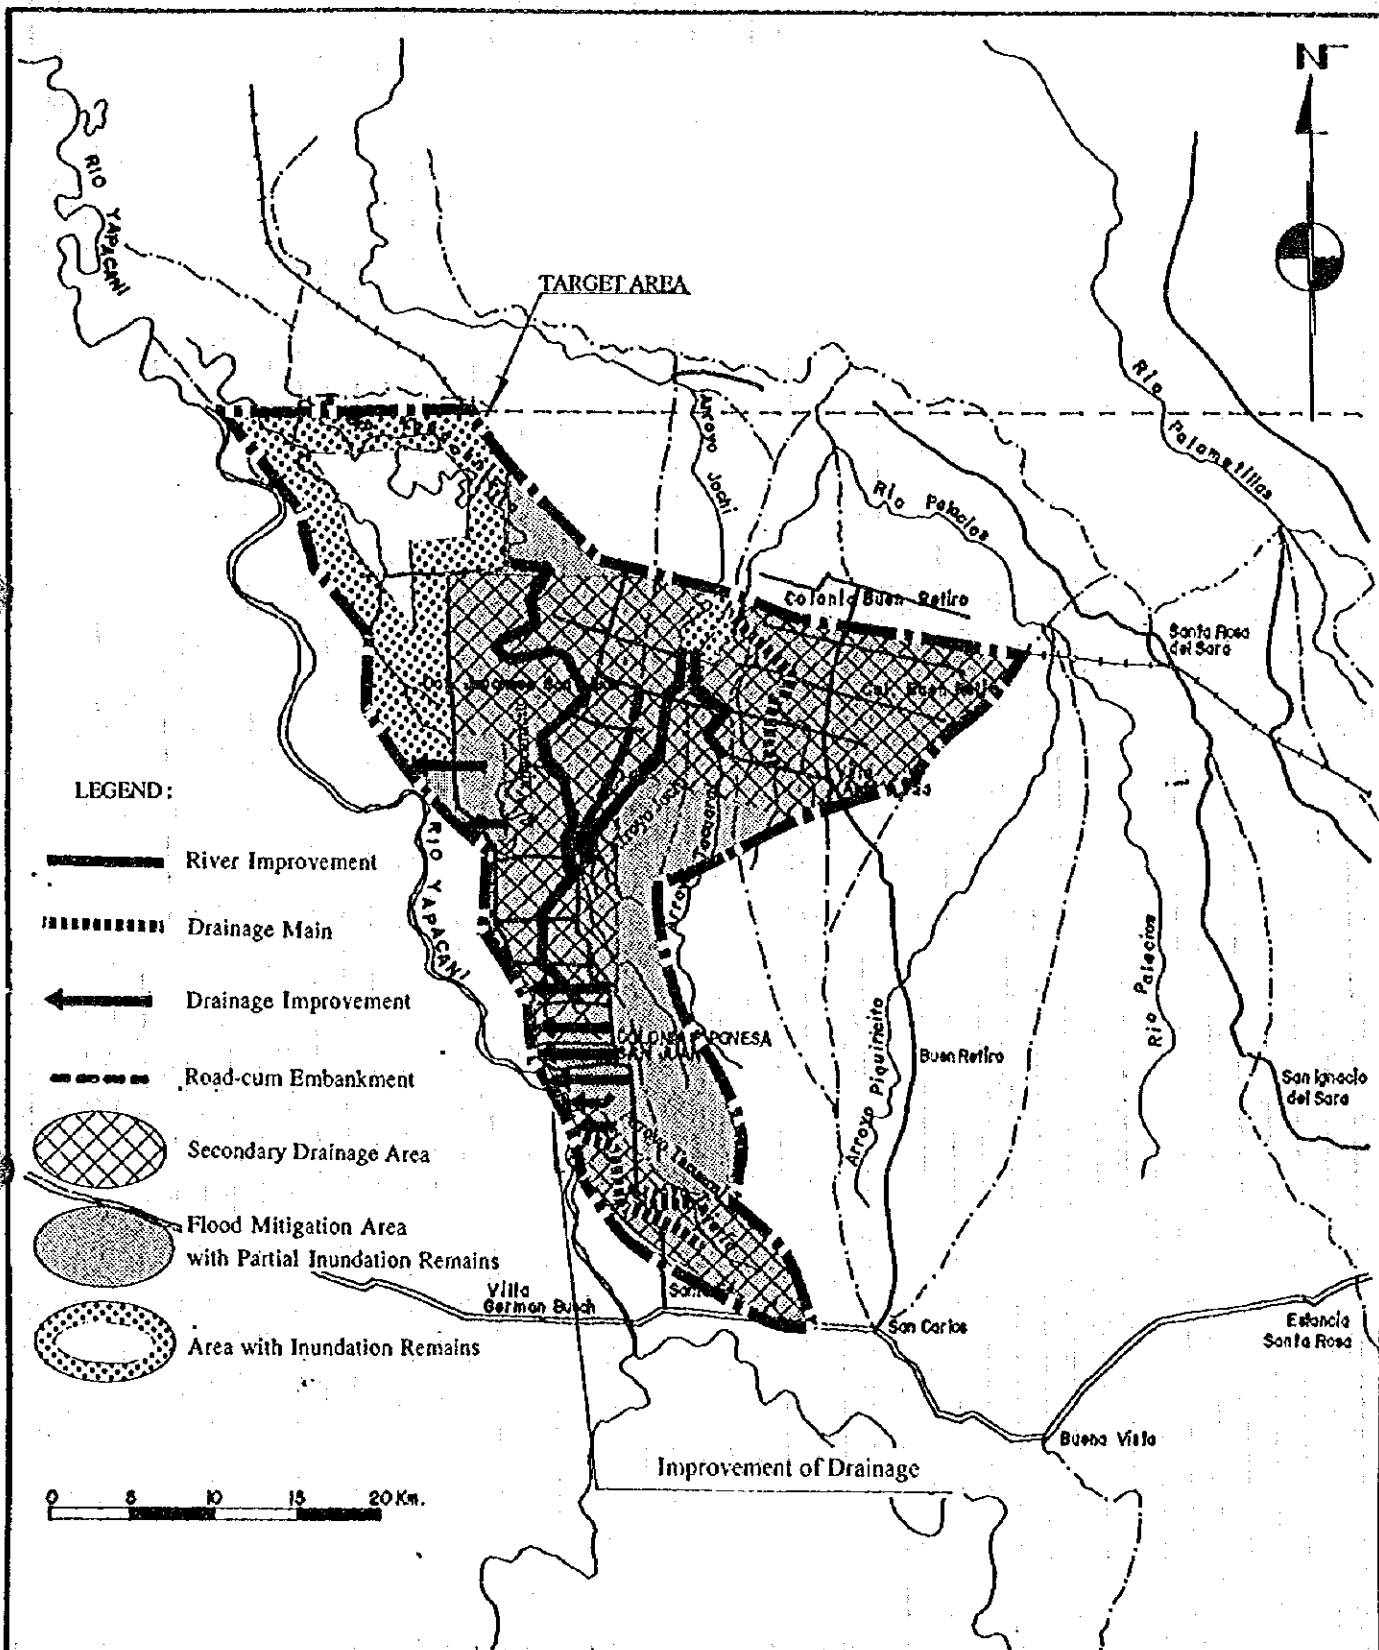 N
RIO YAPACANI
TARGET AREA
Rio
Palometillas
Arroyo Jochi
Rio Palacios
Colonia Buen Retiro
Santa Rosa
del Sara
LEGEND:
River Improvement
Drainage Main
Drainage Improvement
Road-cum Embankment
Secondary Drainage Area
Flood Mitigation Area
with Partial Inundation Remains
Area with Inundation Remains
RIO YAPACANI
COLONIA JAPONESA
SAN JUAN
Arroyo Piquiricito
Buen Retiro
Rio Palacios
San Ignacio
del Sara
Villa
German Busch
San Carlos
Estancia
Santa Rosa
Buena Vista
Improvement of Drainage
0 5 10 15 20 Km.